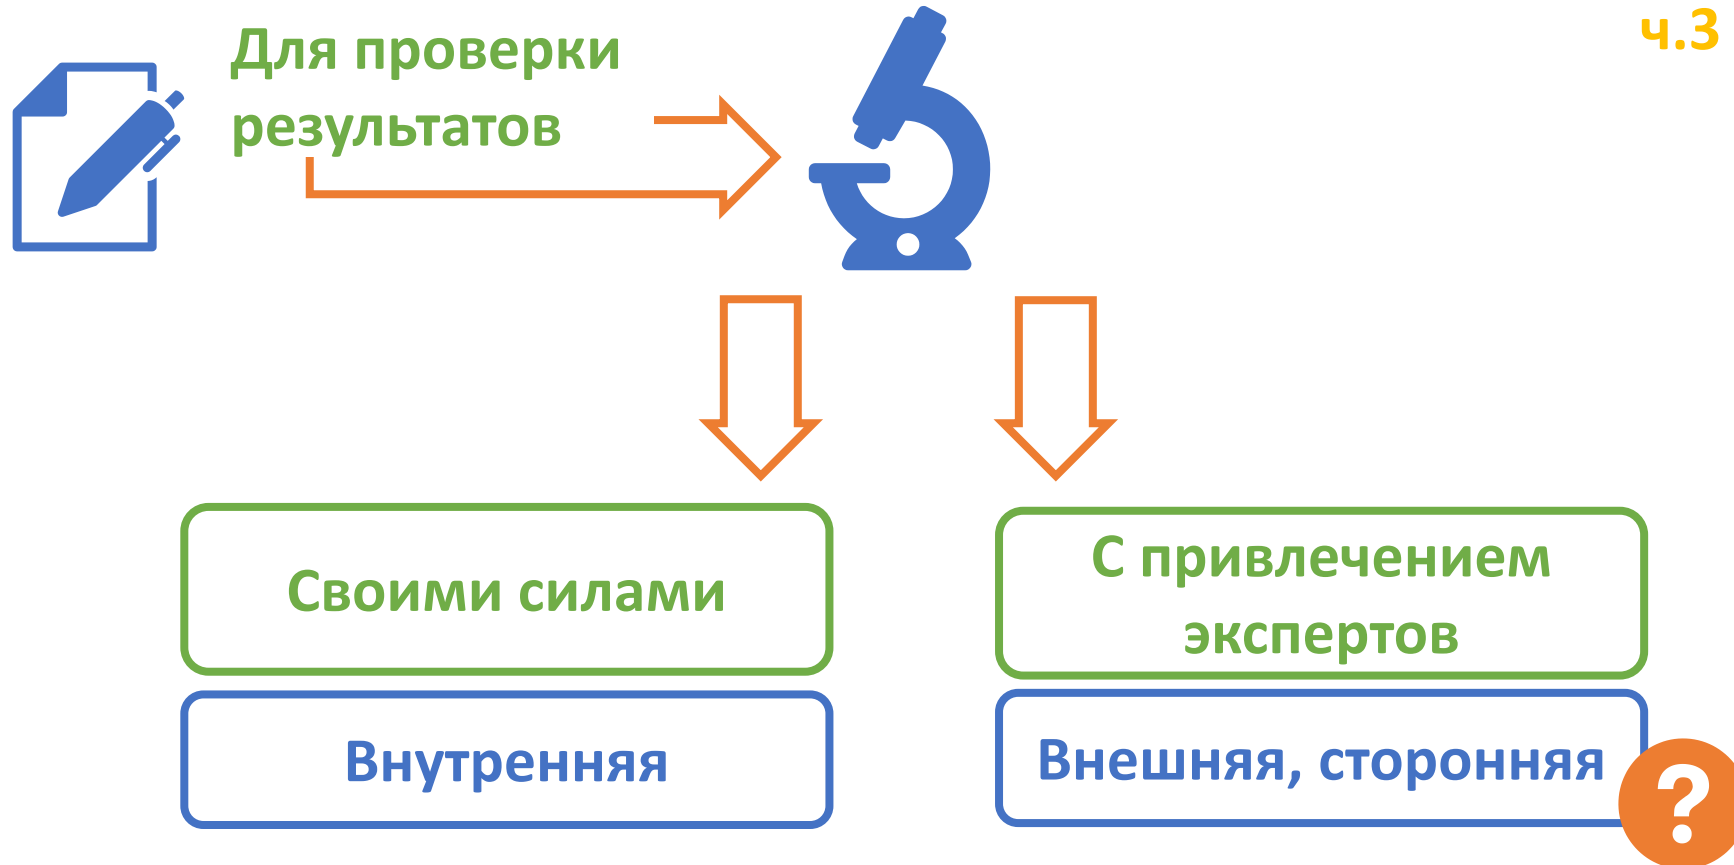 Для проверки
результатов
ч.3
Своими силами
С привлечением
экспертов
Внутренняя
Внешняя, сторонняя
?